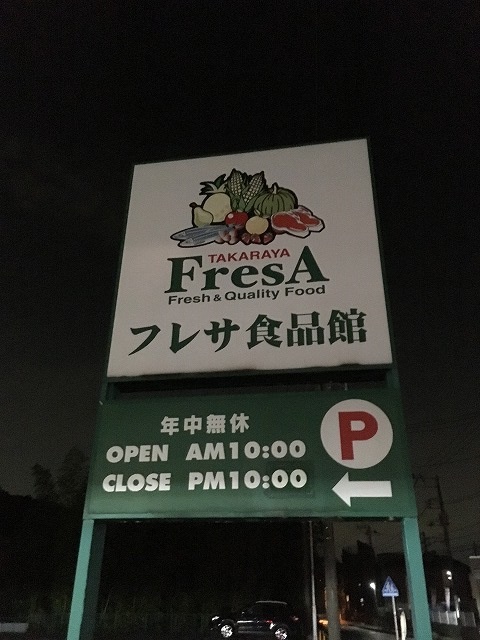 TAKARAYA
FresA
Fresh & Quality Food
フレサ食品館
年中無休
OPEN AM10:00
CLOSE PM10:00
P